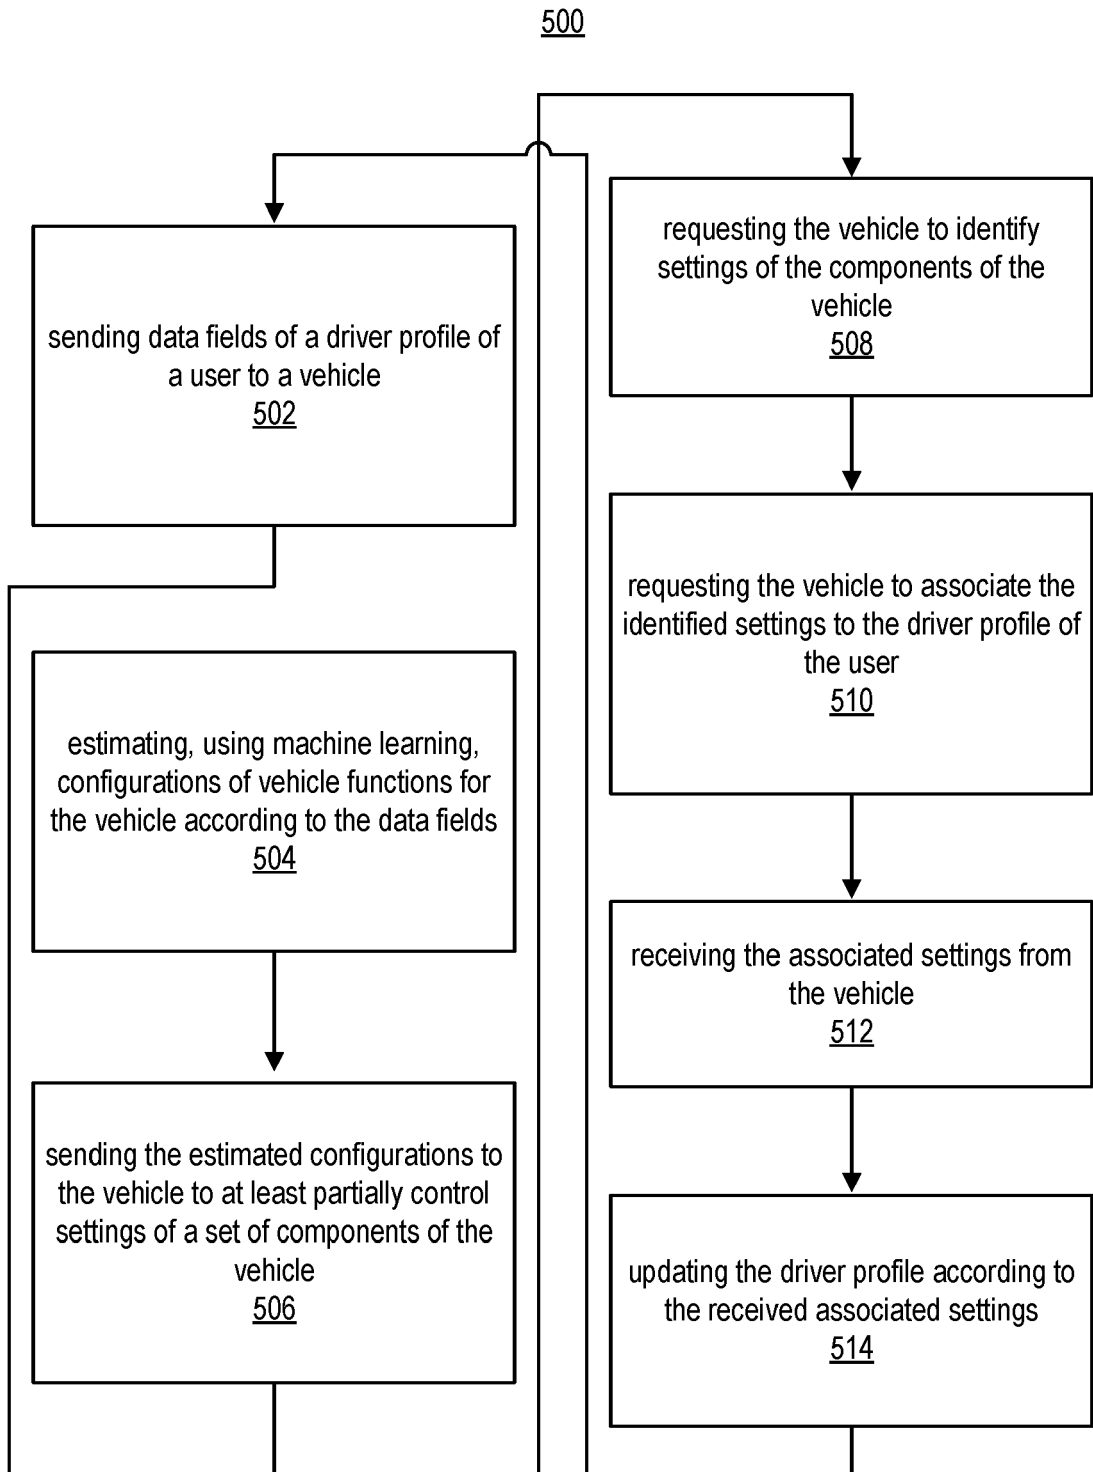 500
sending data fields of a driver profile of
a user to a vehicle
502
estimating, using machine learning,
configurations of vehicle functions for
the vehicle according to the data fields
504
sending the estimated configurations to
the vehicle to at least partially control
settings of a set of components of the
vehicle
506
requesting the vehicle to identify
settings of the components of the
vehicle
508
requesting the vehicle to associate the
identified settings to the driver profile of
the user
510
receiving the associated settings from
the vehicle
512
updating the driver profile according to
the received associated settings
514